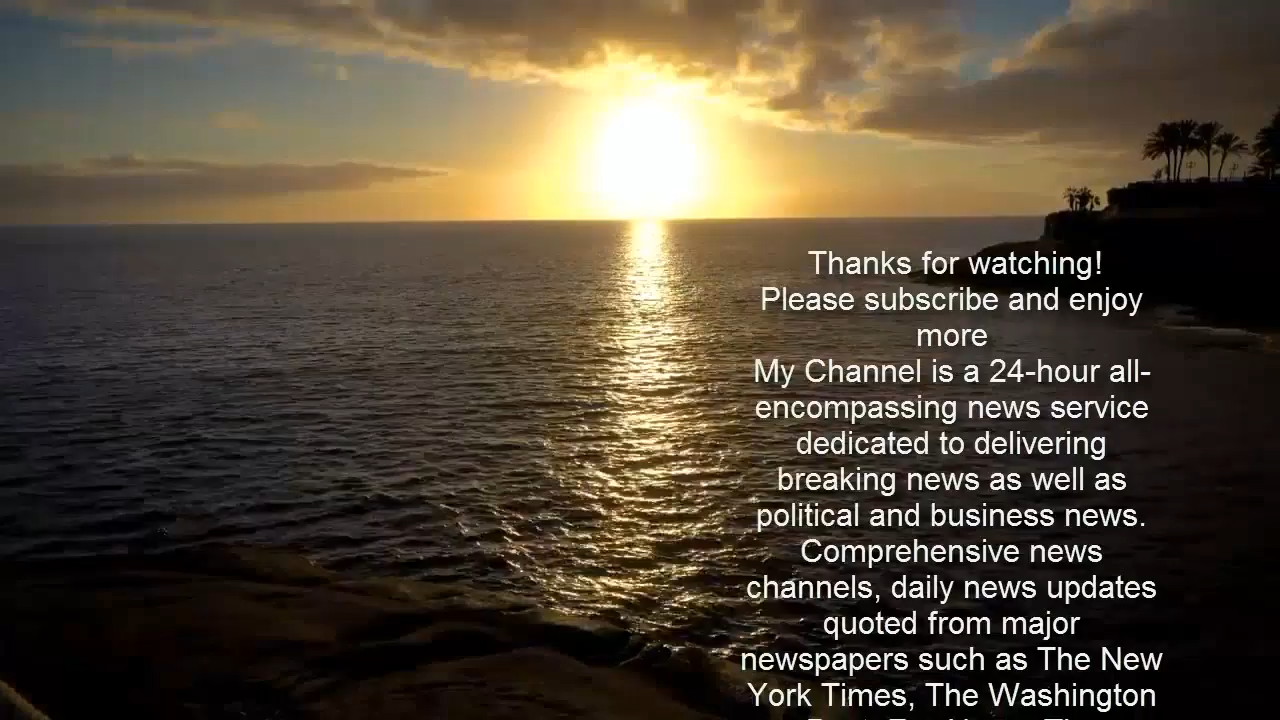 Thanks for watching!
Please subscribe and enjoy
more
My Channel is a 24-hour all-
encompassing news service
dedicated to delivering
breaking news as well as
political and business news.
Comprehensive news
channels, daily news updates
quoted from major
newspapers such as The New
York Times, The Washington